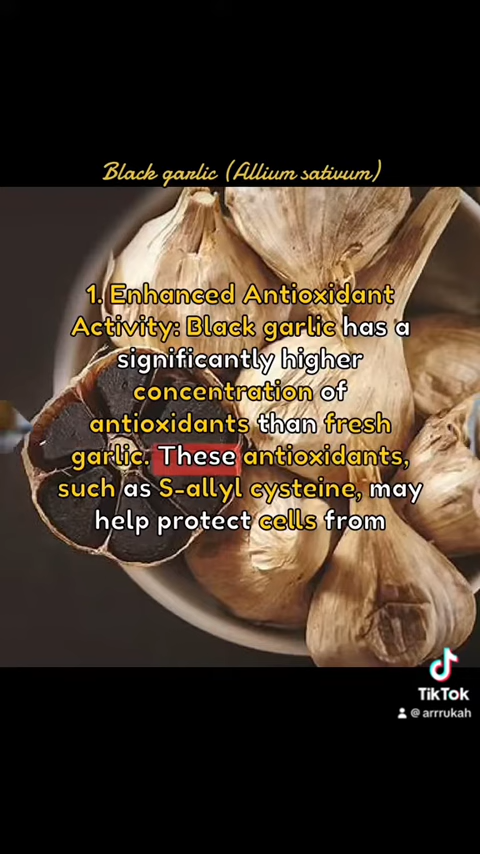 Black garlic (Allium sativum)
1. Enhanced Antioxidant
Activity: Black garlic has a
significantly higher
concentration of
antioxidants than fresh
garlic. These antioxidants,
such as S-allyl cysteine, may
help protect cells from
TikTok
@ arrrukah